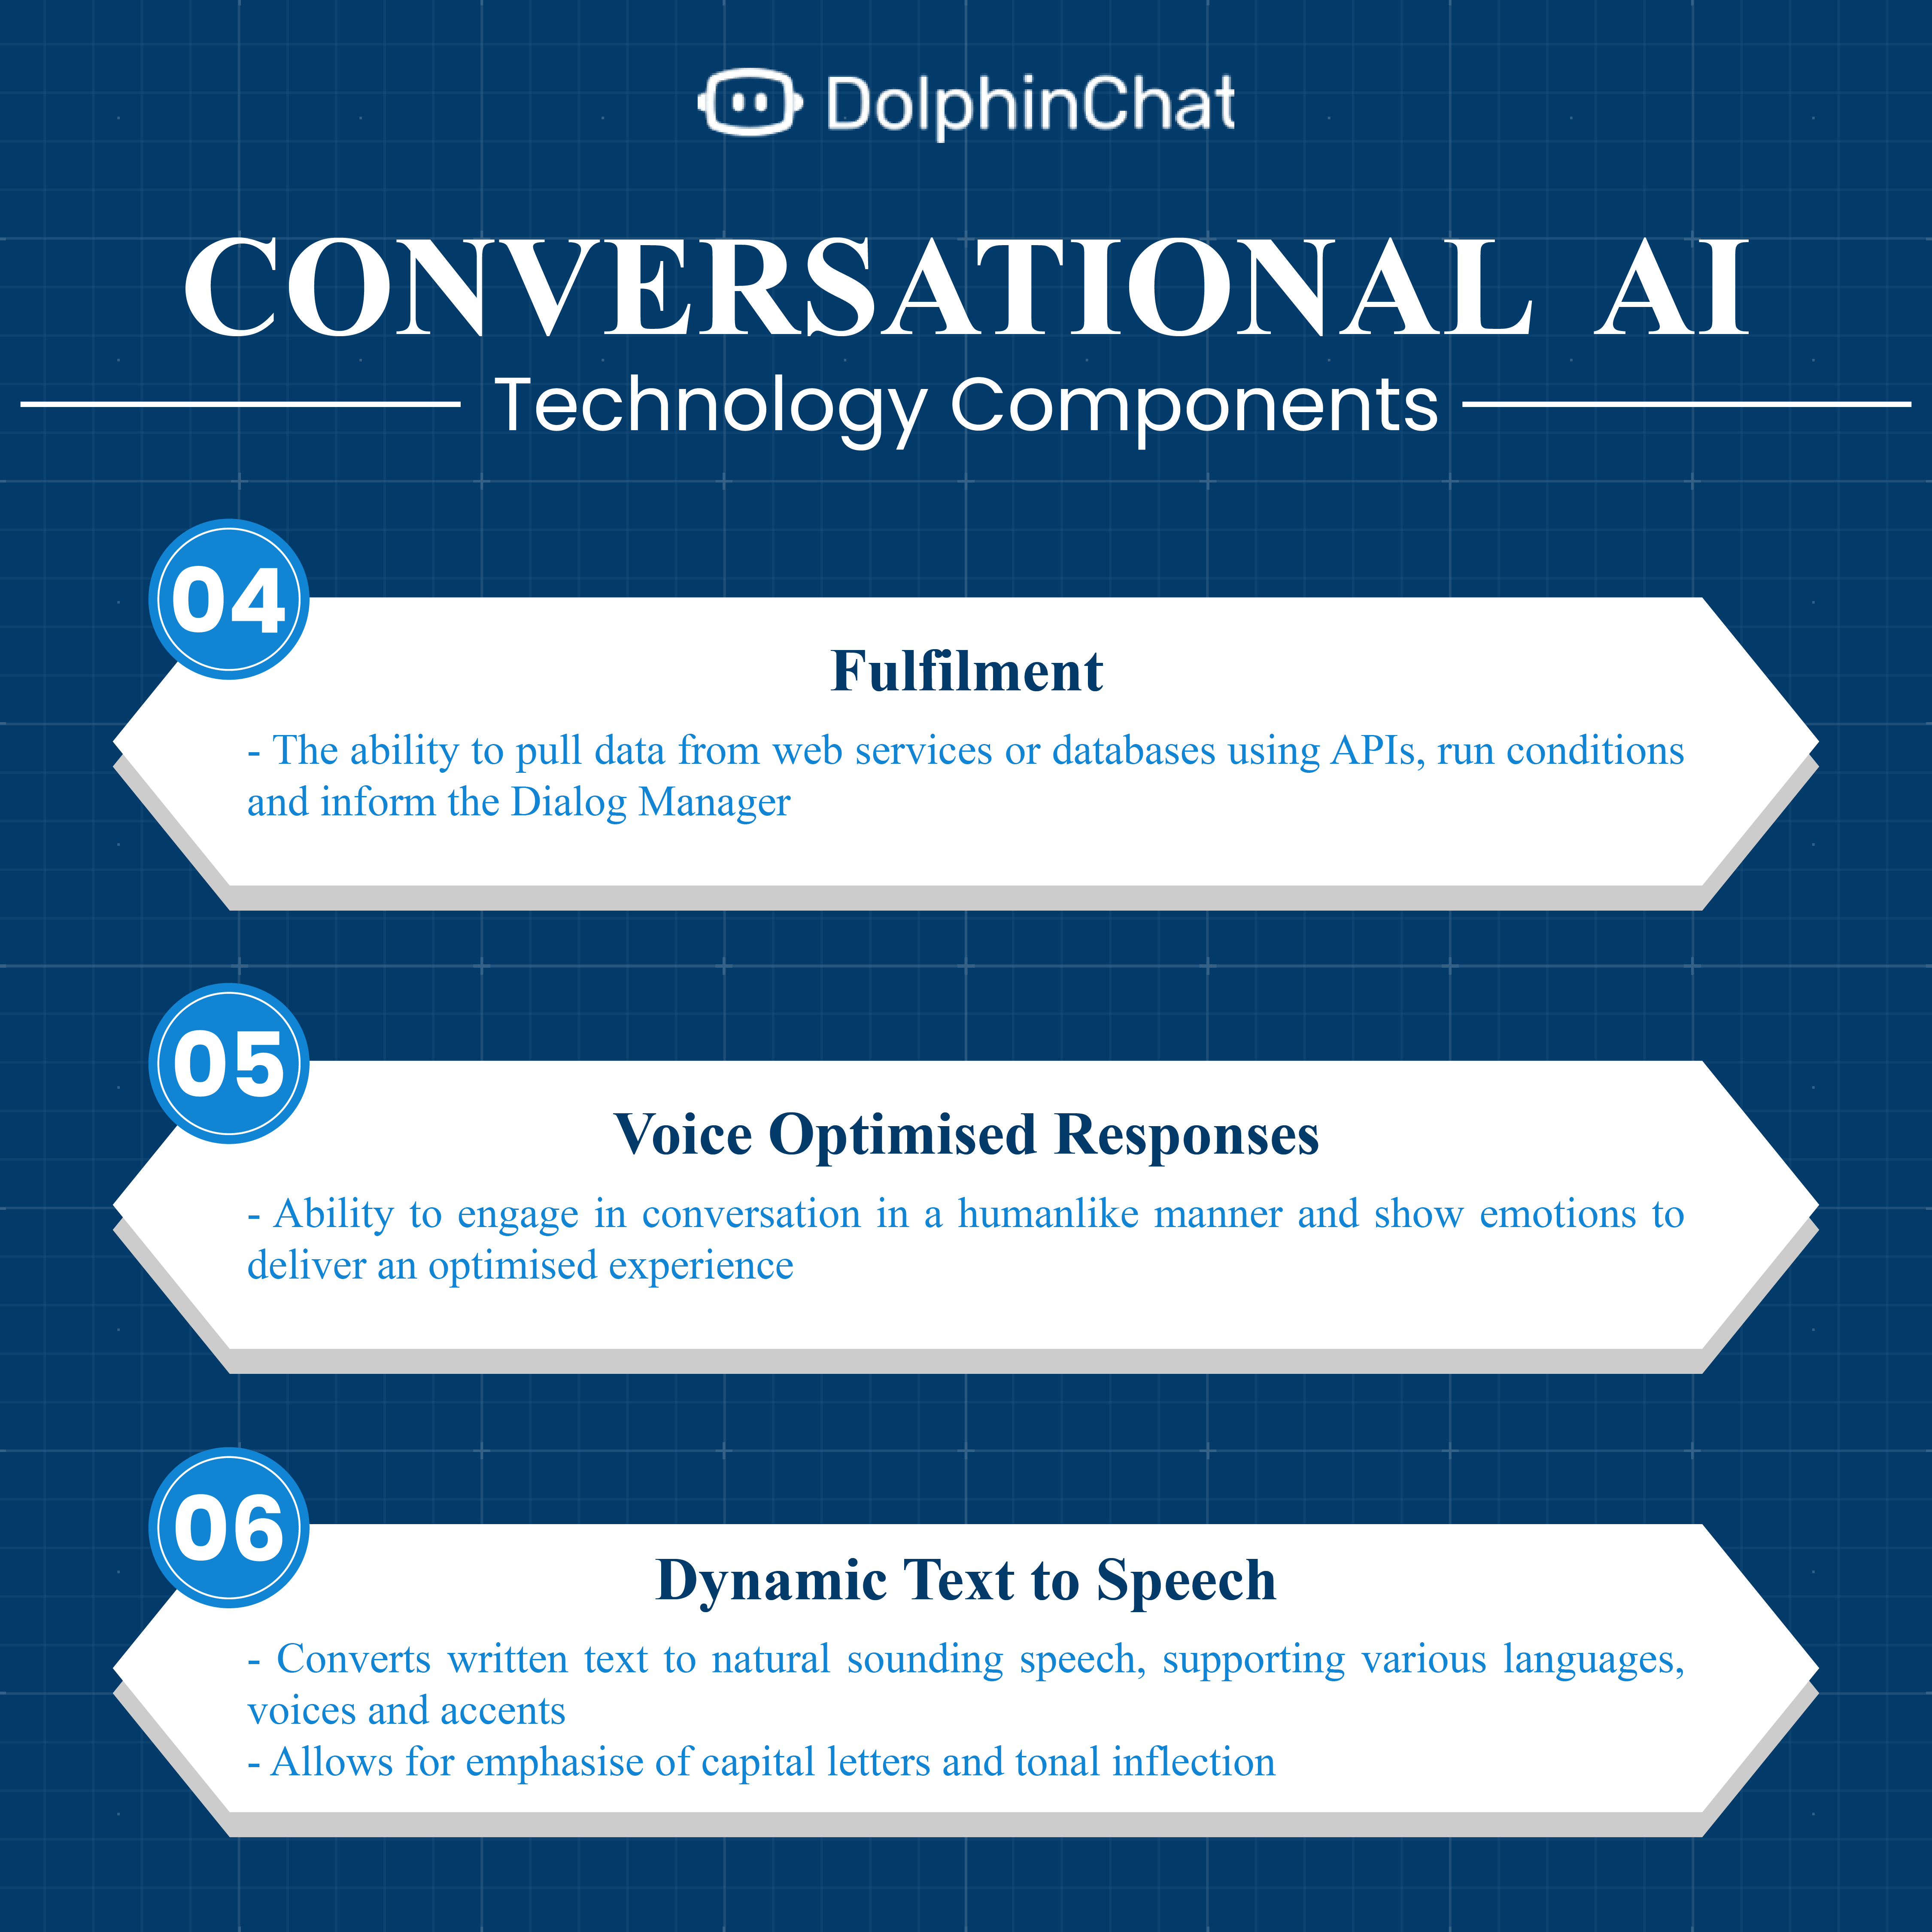 DolphinChat
CONVERSATIONAL AI
Technology Components
04
Fulfilment
- The ability to pull data from web services or databases using APIs, run conditions
and inform the Dialog Manager
05
Voice Optimised Responses
- Ability to engage in conversation in a humanlike manner and show emotions to
deliver an optimised experience
06
Dynamic Text to Speech
- Converts written text to natural sounding speech, supporting various languages,
voices and accents
- Allows for emphasise of capital letters and tonal inflection